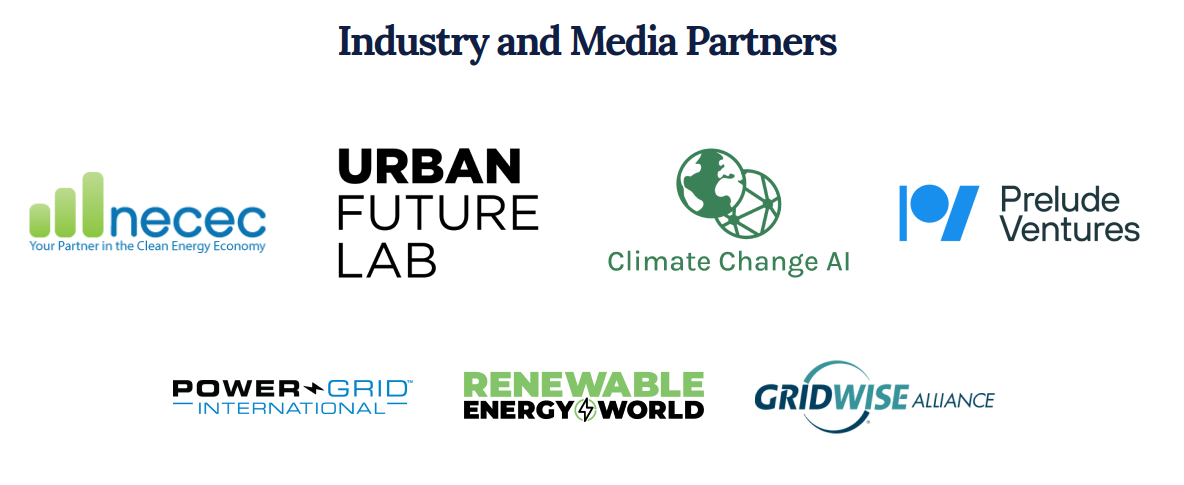 Industry and Media Partners
necec
Your Partner in the Clean Energy Economy
URBAN
FUTURE
LAB
Climate Change AI
Prelude
Ventures
POWER GRID™
INTERNATIONAL
RENEWABLE
ENERGY WORLD
GRIDWISE ALLIANCE
®